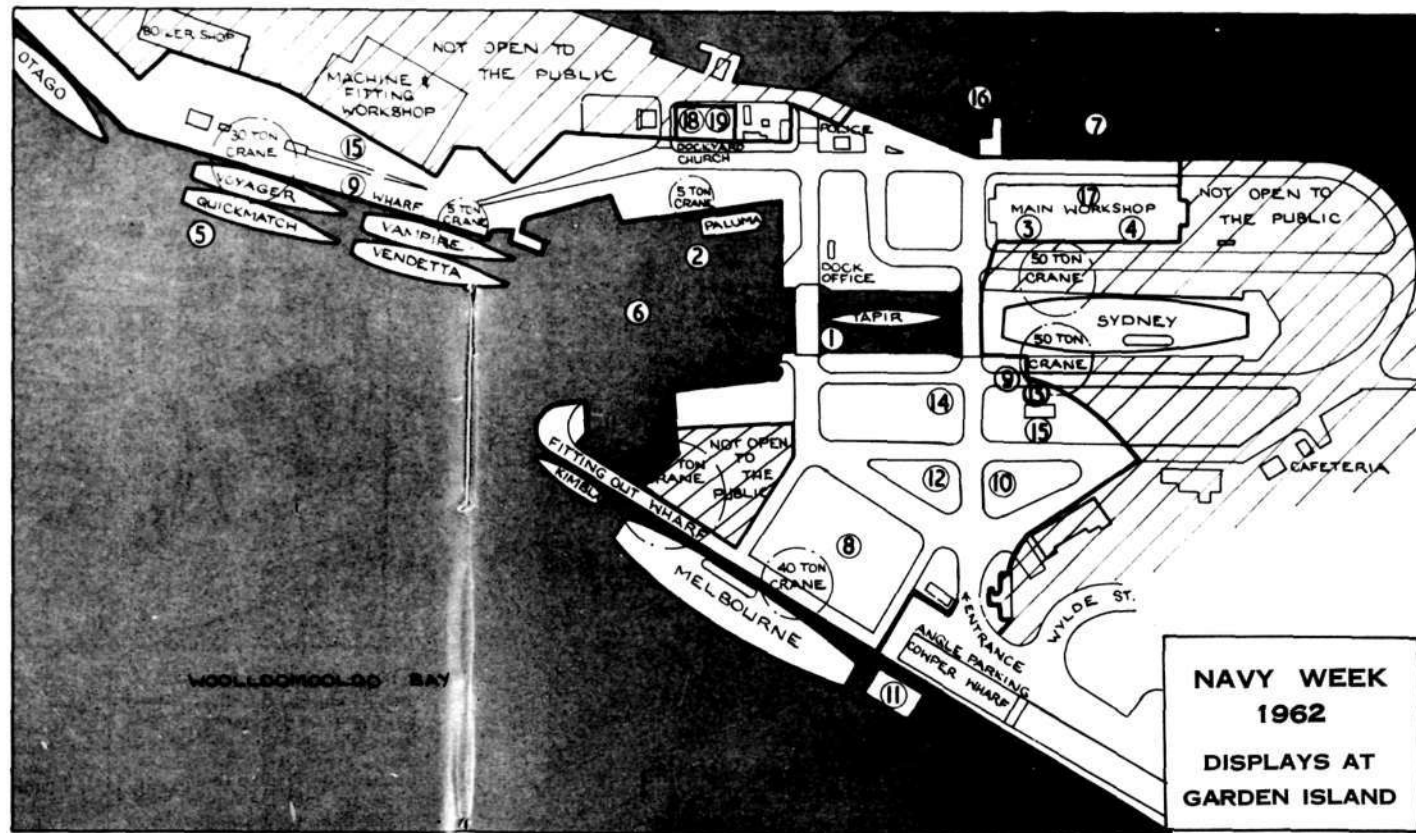 BOILER SHOP
NOT OPEN TO
THE PUBLIC
OTAGO
MACHINE &
FITTING
WORKSHOP
16
7
18 19
POLICE
DOCKYARD
CHURCH
30 TON
CRANE
15
9 WHARF
VOYAGER
QUICKMATCH
5
5 TON
CRANE
VAMPIRE
VENDETTA
5 TON
CRANE
PALUMA
2
6
17
MAIN WORKSHOP
3
4
NOT OPEN TO
THE PUBLIC
DOCK
OFFICE
50 TON
CRANE
TAPIR
1
SYDNEY
50 TON
CRANE
9
14
15
FITTING OUT WHARF
TON
CRANE
NOT OPEN
TO
THE
PUBLIC
12
10
CAFETERIA
8
40 TON
CRANE
MELBOURNE
ENTRANCE
WYLDE ST.
ANGLE PARKING
COWPER WHARF
11
WOOLLOOMOOLOO BAY
NAVY WEEK
1962
DISPLAYS AT
GARDEN ISLAND